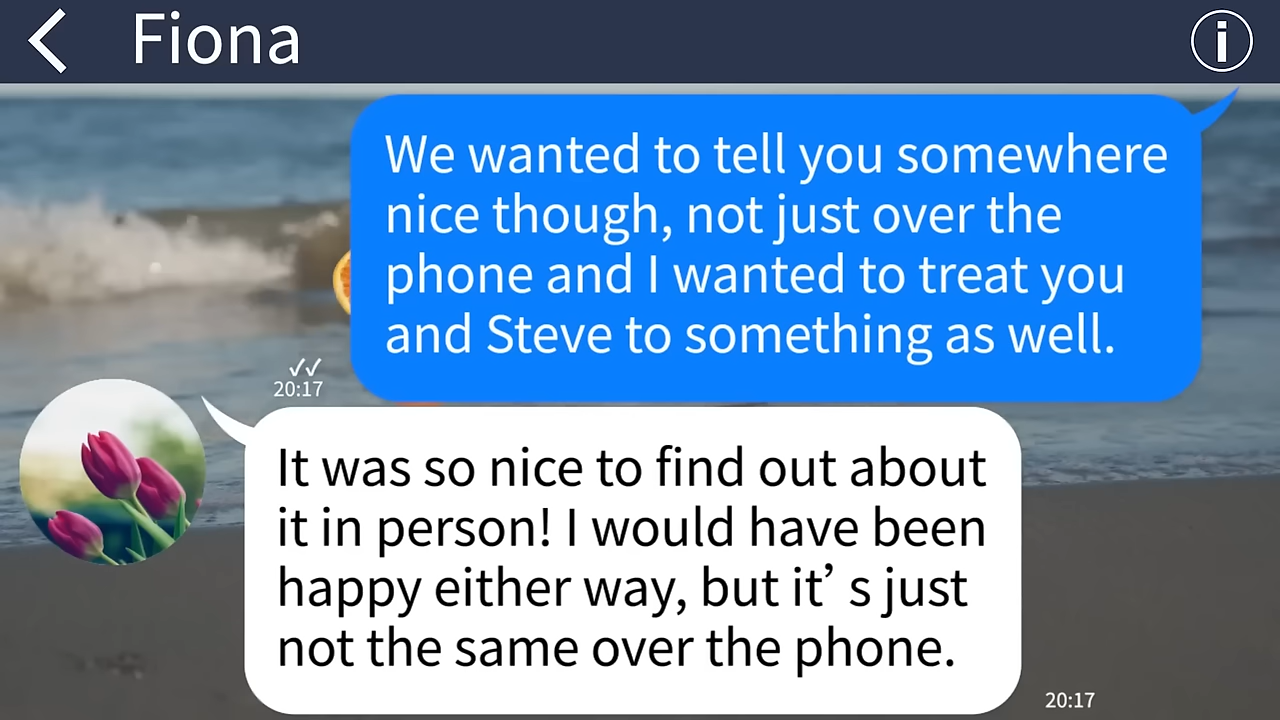 Fiona
We wanted to tell you somewhere
nice though, not just over the
phone and I wanted to treat you
and Steve to something as well.
20:17
It was so nice to find out about
it in person! I would have been
happy either way, but it’s just
not the same over the phone.
20:17